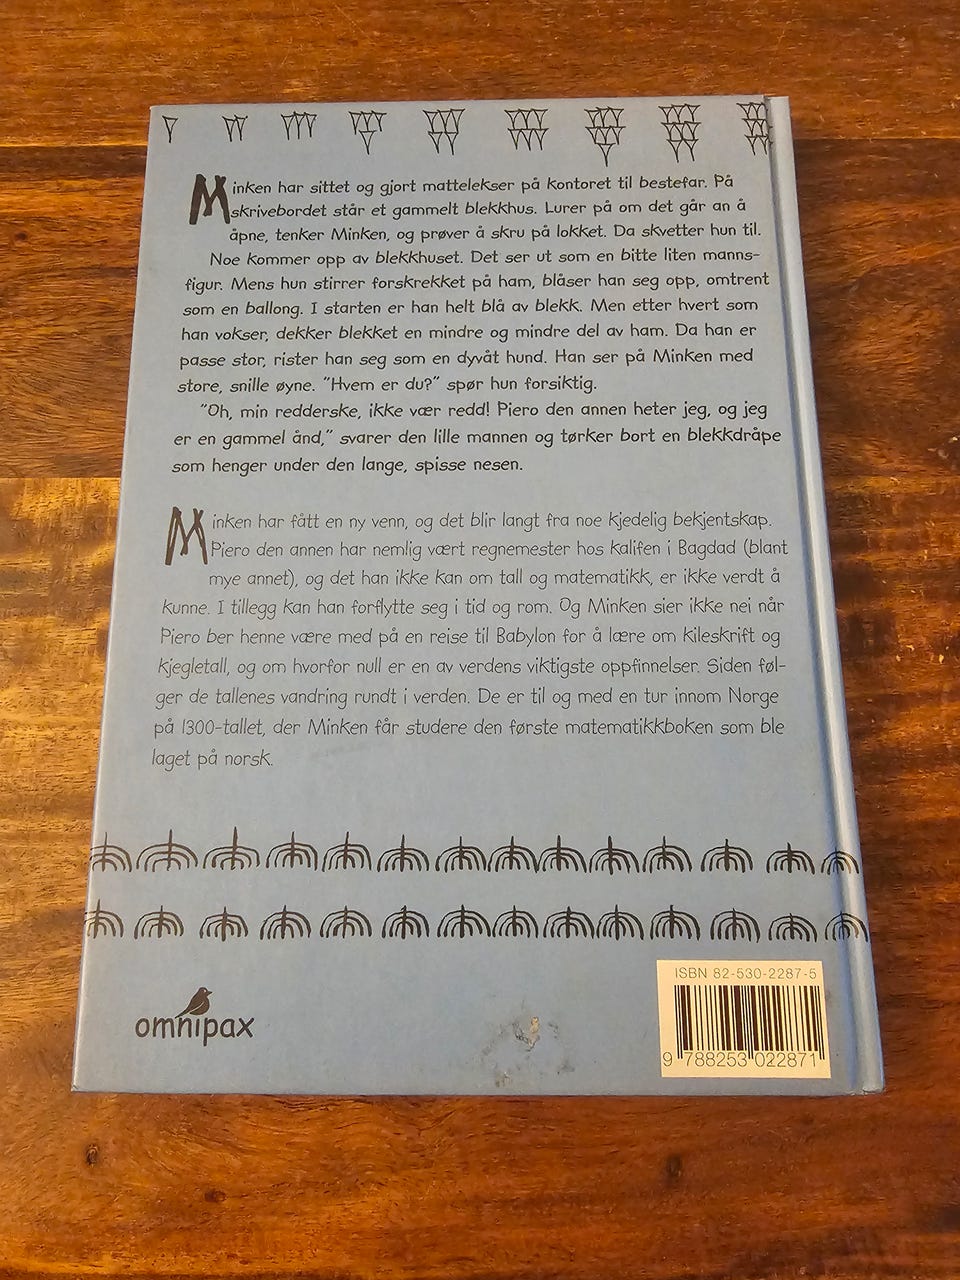 Minken har sittet og gjort mattelekser på kontoret til bestefar. På
skrivebordet står et gammelt blekkhus. Lurer på om det går an å
åpne, tenker Minken, og prøver å skru på lokket. Da skvetter hun til.
Noe kommer opp av blekkhuset. Det ser ut som en bitte liten manns-
figur. Mens hun stirrer forskrekket på ham, blåser han seg opp, omtrent
som en ballong. I starten er han helt blå av blekk. Men etter hvert som
han vokser, dekker blekket en mindre og mindre del av ham. Da han er
passe stor, rister han seg som en dyvåt hund. Han ser på Minken med
store, snille øyne. "Hvem er du?" spør hun forsiktig.
"Oh, min redderske, ikke vær redd! Piero den annen heter jeg, og jeg
er en gammel ånd," svarer den lille mannen og tørker bort en blekkdråpe
som henger under den lange, spisse nesen.
Minken har fått en ny venn, og det blir langt fra noe kjedelig bekjentskap.
Piero den annen har nemlig vært regnemester hos kalifen i Bagdad (blant
mye annet), og det han ikke kan om tall og matematikk, er ikke verdt å
kunne. I tillegg kan han forflytte seg i tid og rom. Og Minken sier ikke nei når
Piero ber henne være med på en reise til Babylon for å lære om kileskrift og
kjegletall, og om hvorfor null er en av verdens viktigste oppfinnelser. Siden føl-
ger de tallenes vandring rundt i verden. De er til og med en tur innom Norge
på 1300-tallet, der Minken får studere den første matematikkboken som ble
laget på norsk.
omnipax
ISBN 82-530-2287-5
9 788253 022871